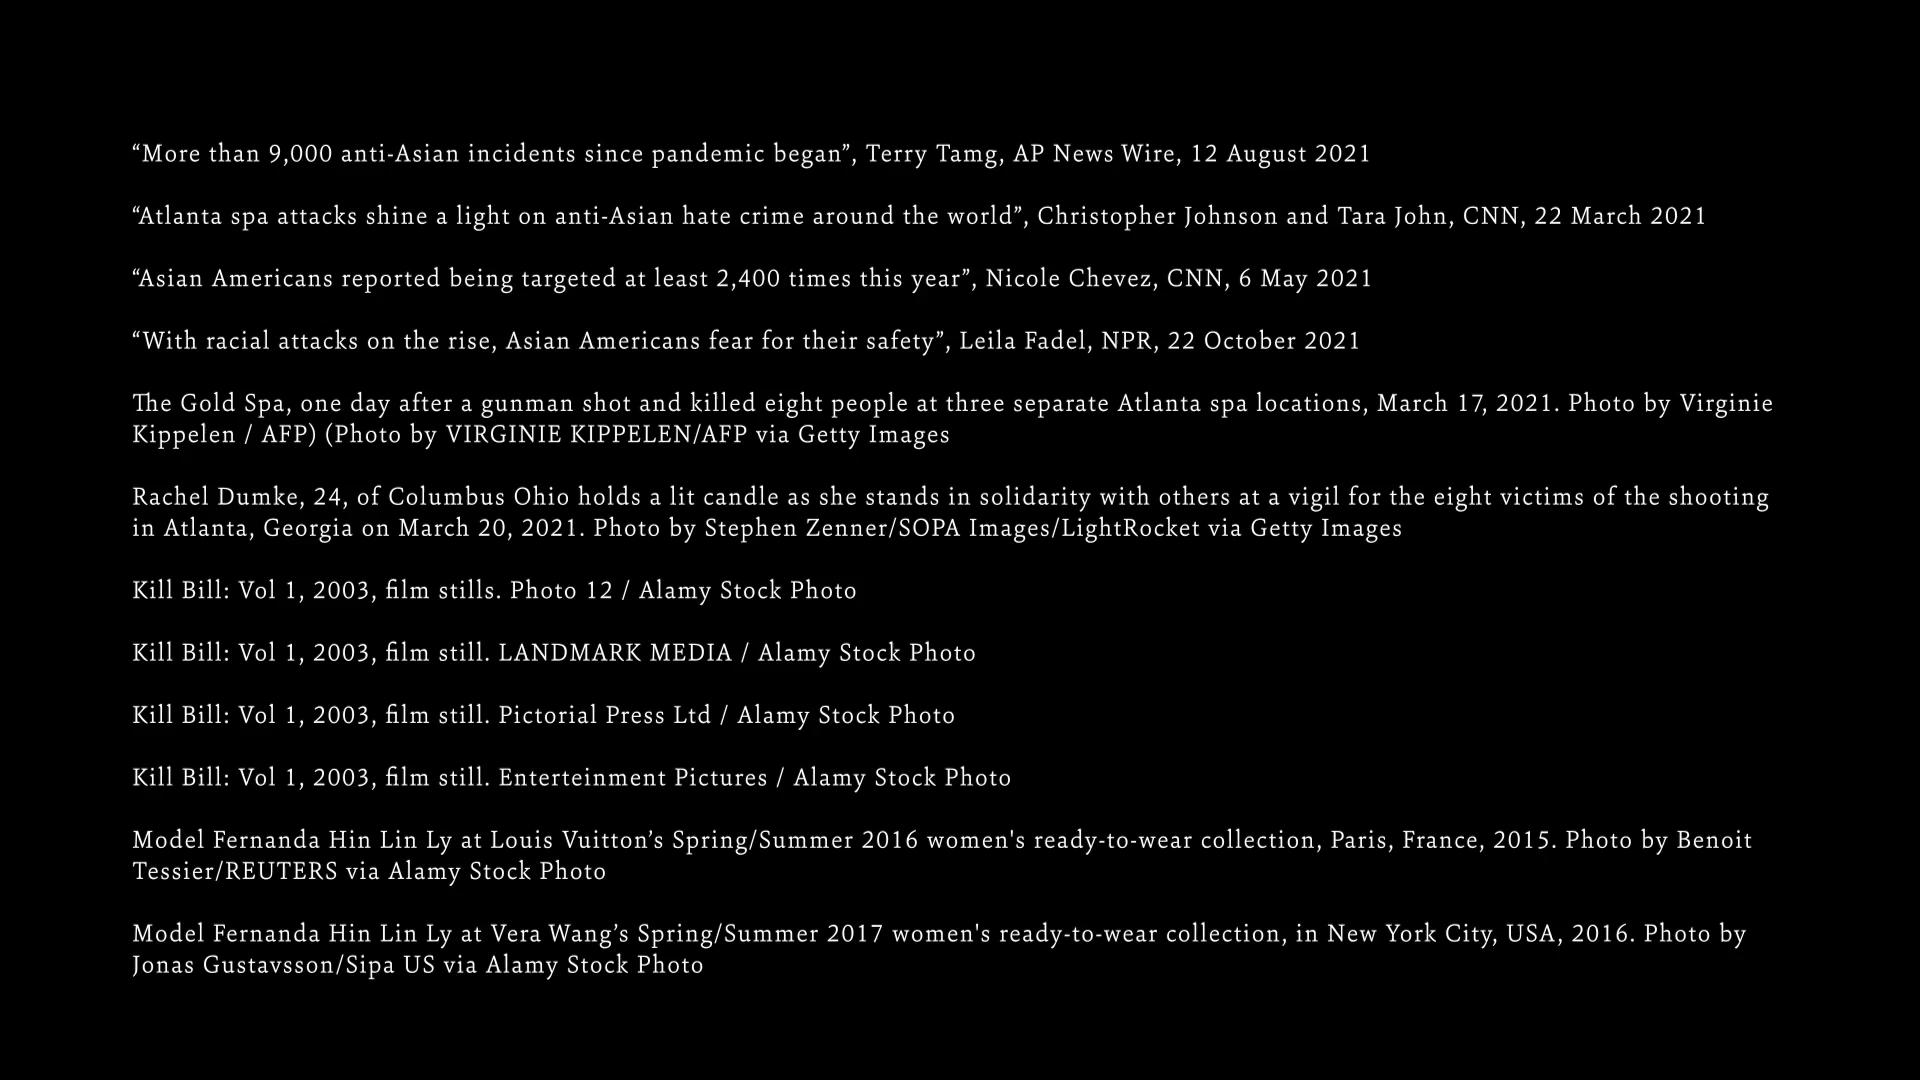 “More than 9,000 anti-Asian incidents since pandemic began”, Terry Tamg, AP News Wire, 12 August 2021
“Atlanta spa attacks shine a light on anti-Asian hate crime around the world”, Christopher Johnson and Tara John, CNN, 22 March 2021
“Asian Americans reported being targeted at least 2,400 times this year”, Nicole Chevez, CNN, 6 May 2021
“With racial attacks on the rise, Asian Americans fear for their safety”, Leila Fadel, NPR, 22 October 2021
The Gold Spa, one day after a gunman shot and killed eight people at three separate Atlanta spa locations, March 17, 2021. Photo by Virginie
Kippelen / AFP) (Photo by VIRGINIE KIPPELEN/AFP via Getty Images
Rachel Dumke, 24, of Columbus Ohio holds a lit candle as she stands in solidarity with others at a vigil for the eight victims of the shooting
in Atlanta, Georgia on March 20, 2021. Photo by Stephen Zenner/SOPA Images/LightRocket via Getty Images
Kill Bill: Vol 1, 2003, film stills. Photo 12 / Alamy Stock Photo
Kill Bill: Vol 1, 2003, film still. LANDMARK MEDIA / Alamy Stock Photo
Kill Bill: Vol 1, 2003, film still. Pictorial Press Ltd / Alamy Stock Photo
Kill Bill: Vol 1, 2003, film still. Enterteinment Pictures / Alamy Stock Photo
Model Fernanda Hin Lin Ly at Louis Vuitton’s Spring/Summer 2016 women's ready-to-wear collection, Paris, France, 2015. Photo by Benoit
Tessier/REUTERS via Alamy Stock Photo
Model Fernanda Hin Lin Ly at Vera Wang’s Spring/Summer 2017 women's ready-to-wear collection, in New York City, USA, 2016. Photo by
Jonas Gustavsson/Sipa US via Alamy Stock Photo